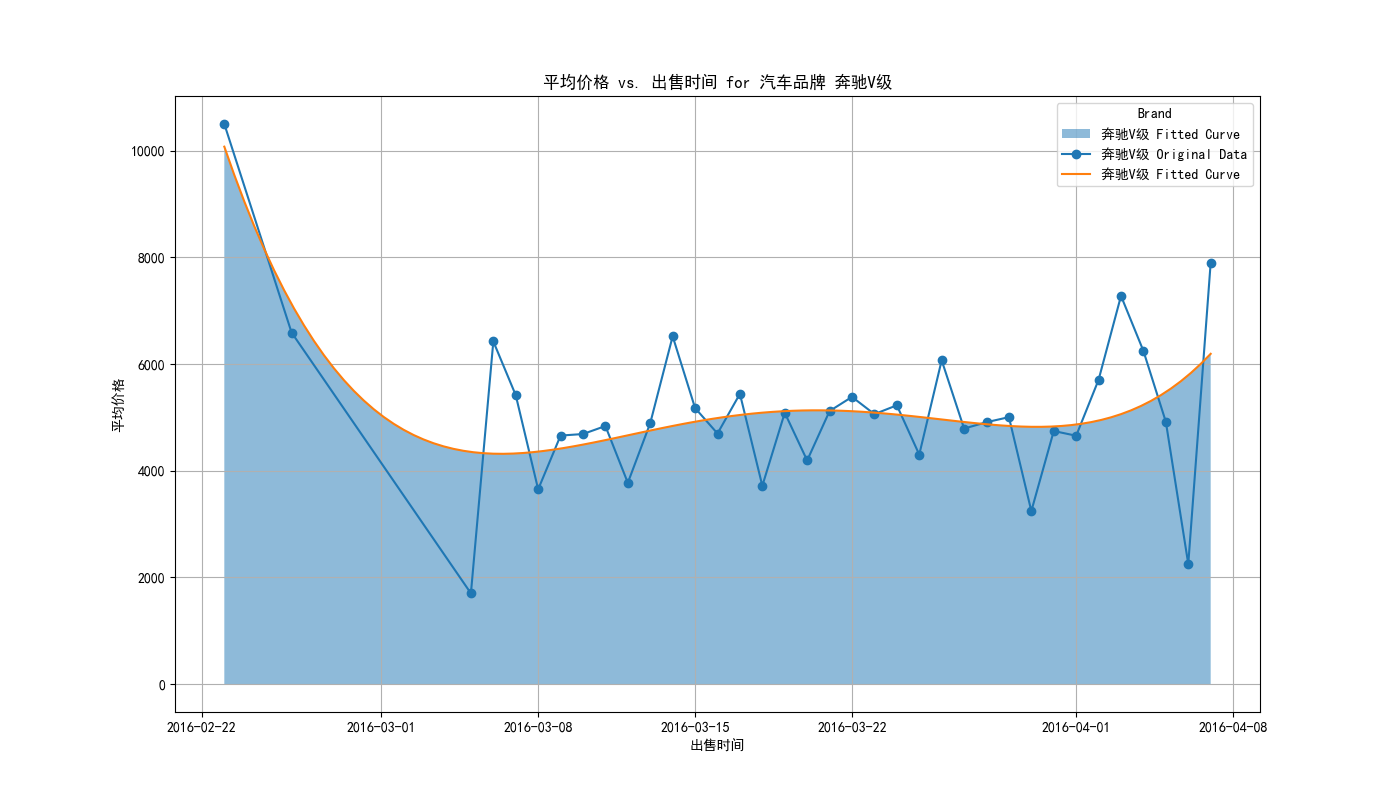 平均价格 vs. 出售时间 for 汽车品牌 奔驰V级
Brand
奔驰V级 Fitted Curve
奔驰V级 Original Data
奔驰V级 Fitted Curve
平均价格
10000
8000
6000
4000
2000
0
2016-02-22
2016-03-01
2016-03-08
2016-03-15
2016-03-22
2016-04-01
2016-04-08
出售时间